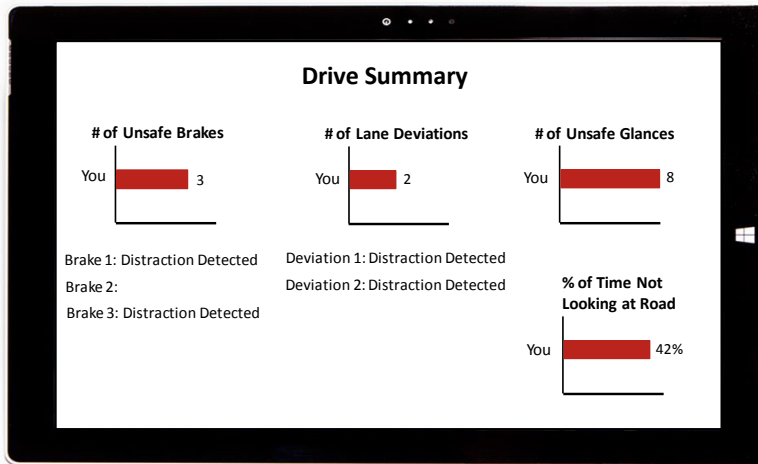 Drive Summary
# of Unsafe Brakes
You
3
Brake 1: Distraction Detected
Brake 2:
Brake 3: Distraction Detected
# of Lane Deviations
You
2
Deviation 1: Distraction Detected
Deviation 2: Distraction Detected
# of Unsafe Glances
You
8
% of Time Not
Looking at Road
You
42%